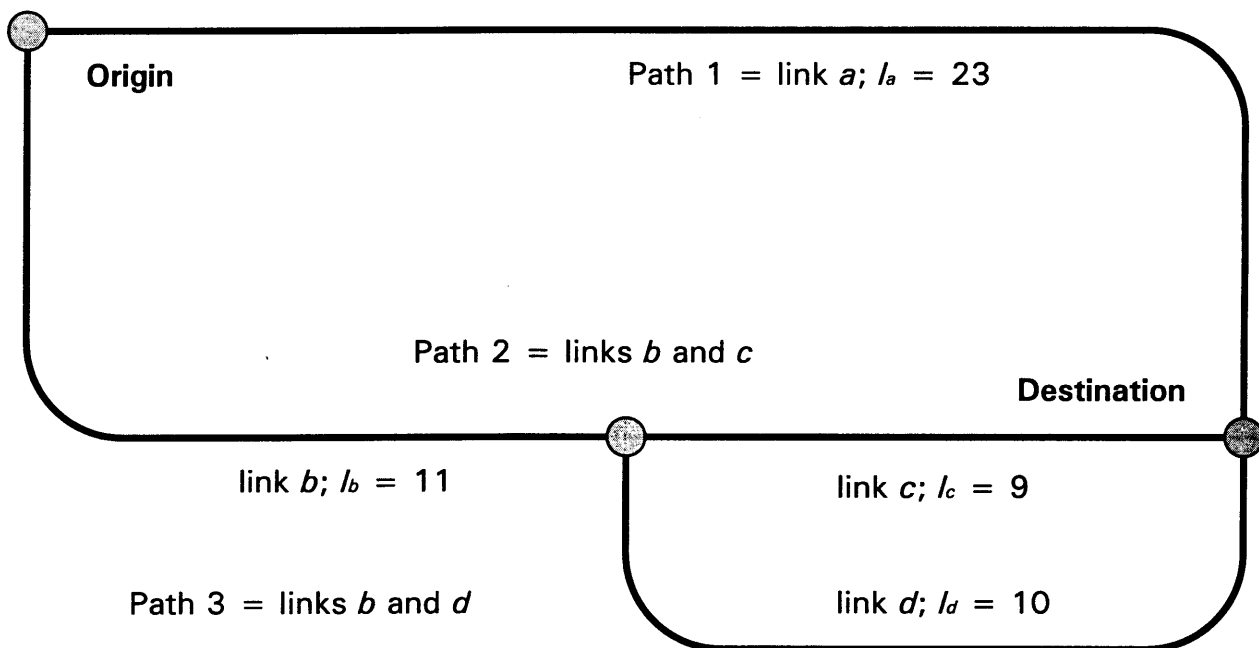 Origin
Path 1 = link a; la = 23
Path 2 = links b and c
Destination
link b; lb = 11
link c; lc = 9
Path 3 = links b and d
link d; ld = 10